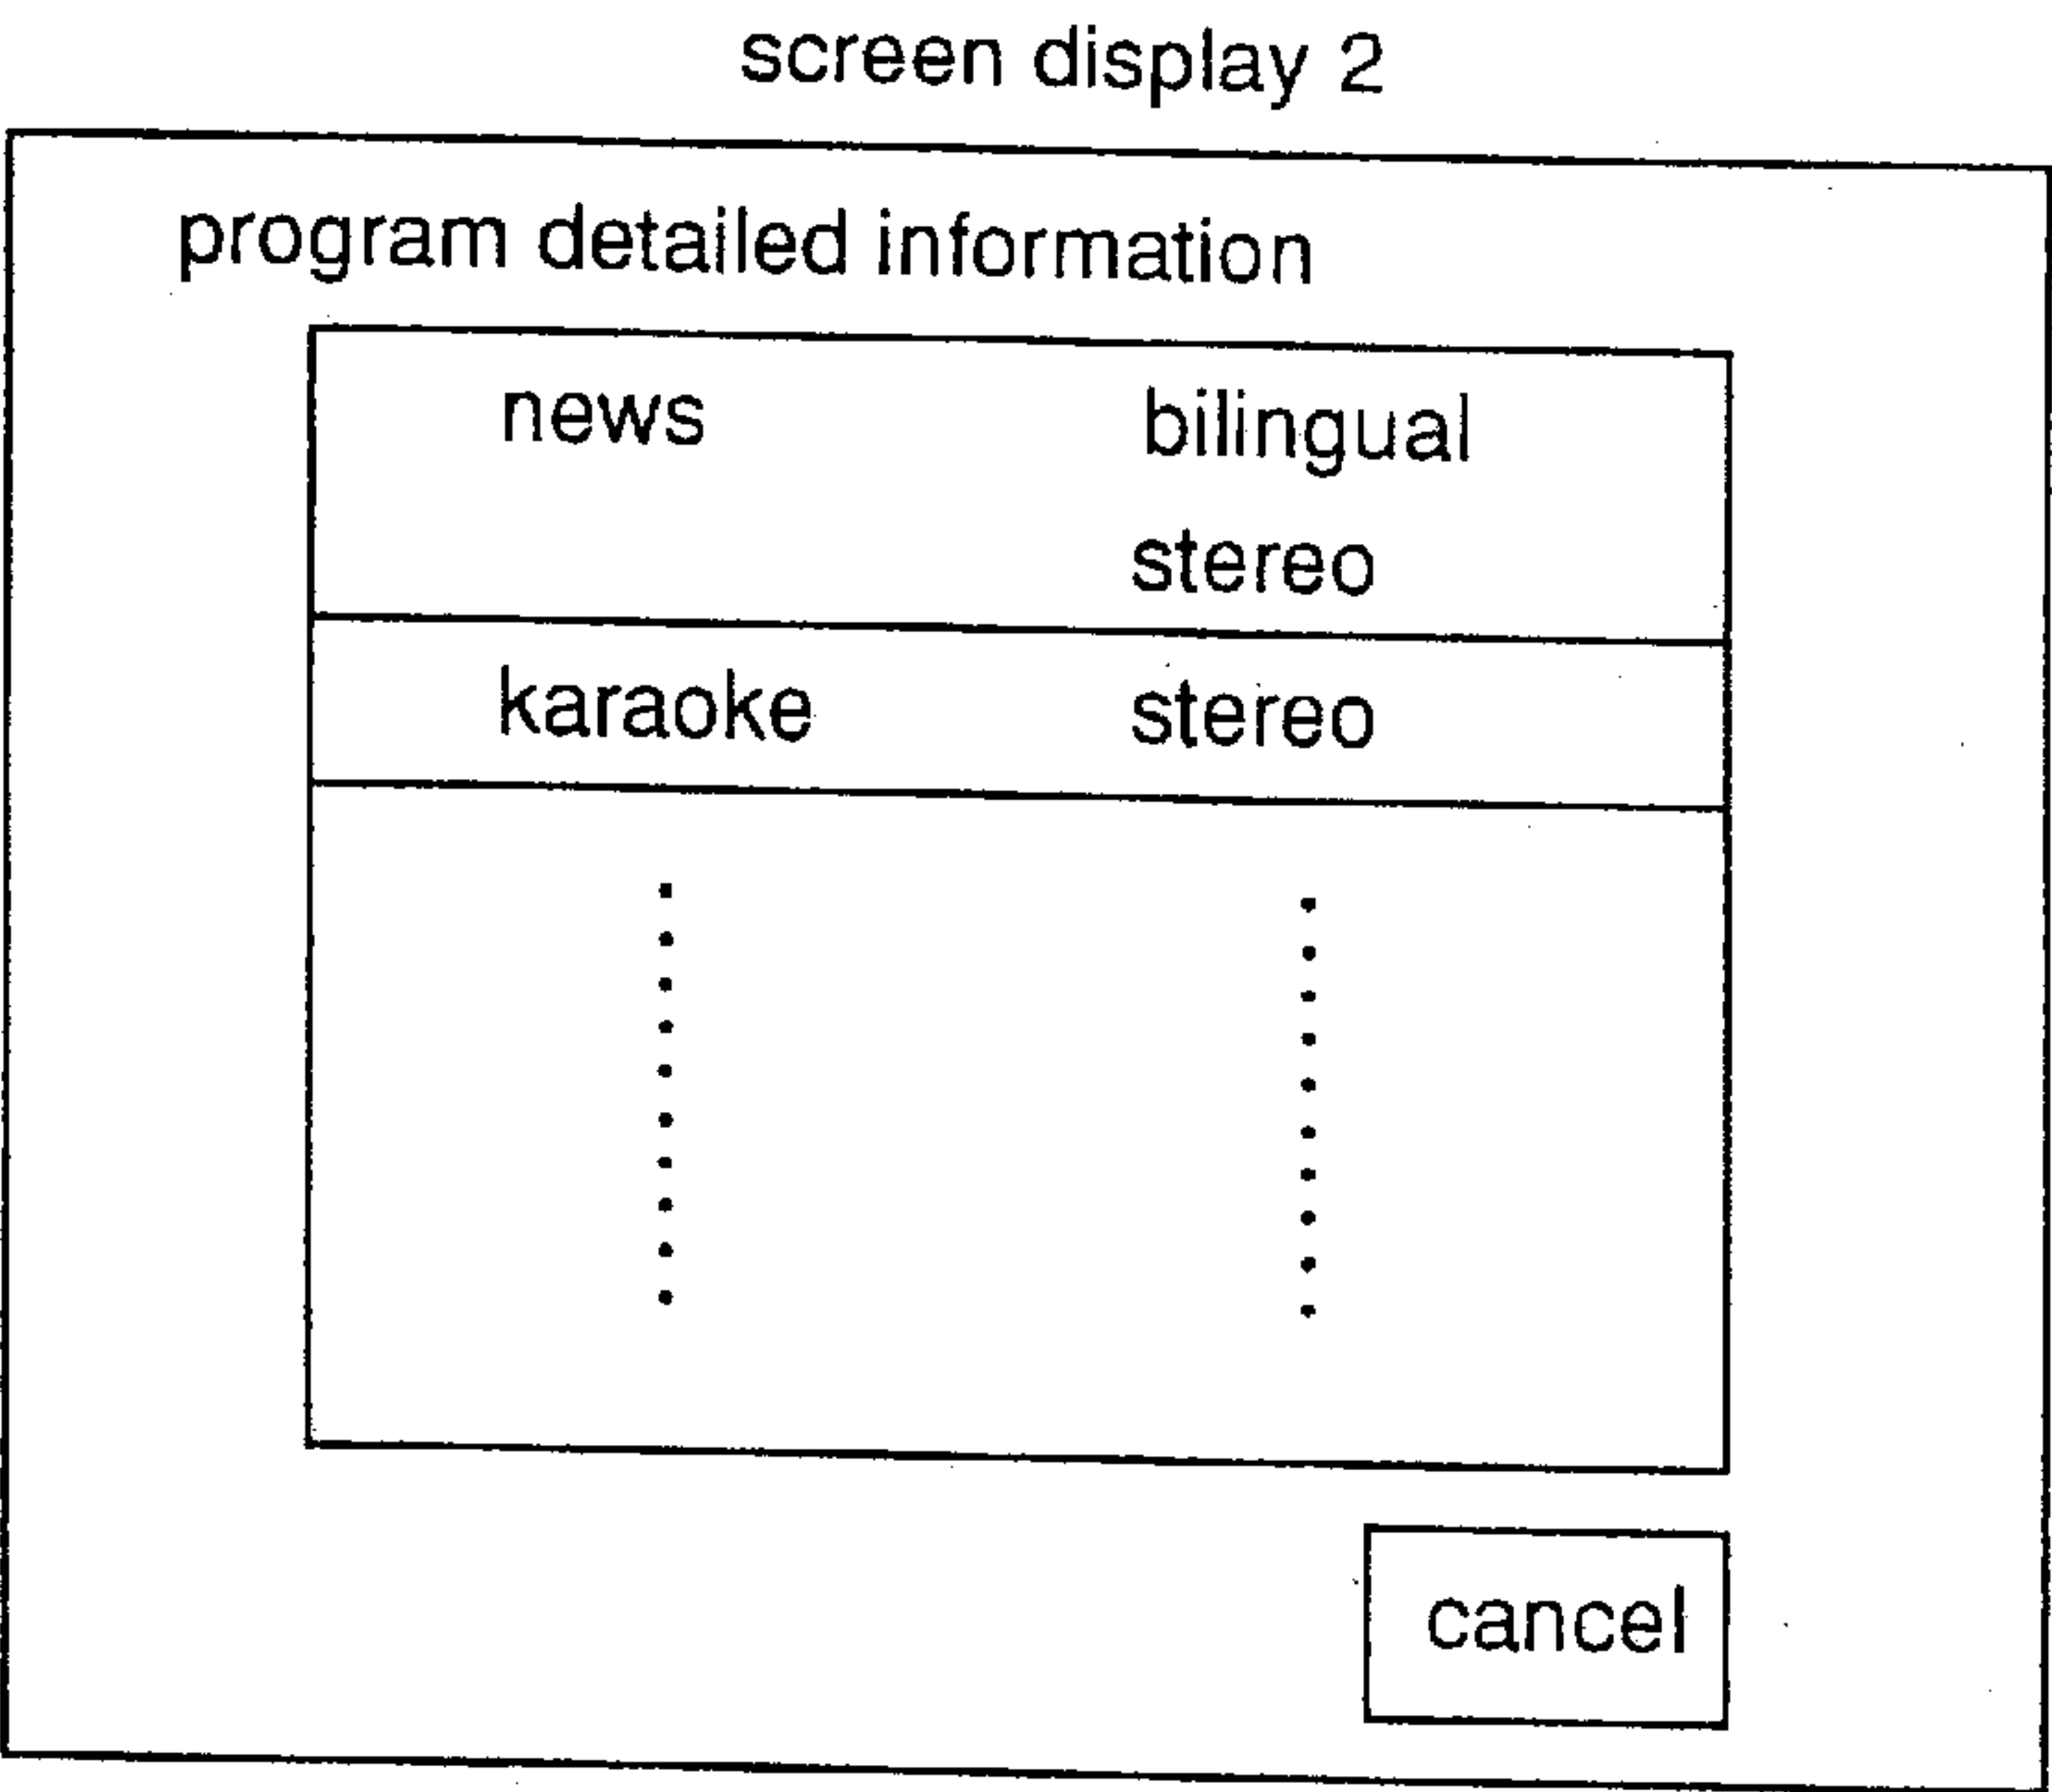 screen display 2
program detailed information
news bilingual
stereo
karaoke stereo
cancel